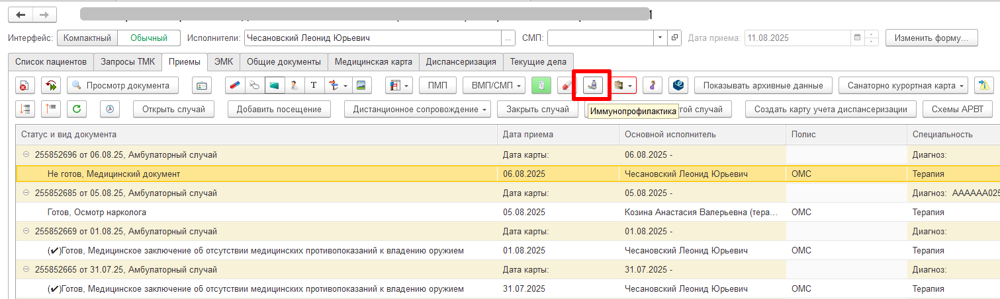 Интерфейс: Компактный Обычный Исполнители: Чесановский Леонид Юрьевич ... СМП: Дата приема: 11.08.2025 Изменить форму...
Список пациентов Запросы ТМК Приемы ЭМК Общие документы Медицинская карта Диспансеризация Текущие дела
Просмотр документа Т ПМП ВМП/СМП Показывать архивные данные Санаторно курортная карта
Открыть случай Добавить посещение Дистанционное сопровождение Закрыть случай Иммунопрофилактика той случай Создать карту учета диспансеризации Схемы АРВТ
Статус и вид документа Дата приема Основной исполнитель Полис Специальность
255852696 от 06.08.25, Амбулаторный случай Дата карты: 06.08.2025 - Диагноз:
Не готов, Медицинский документ 06.08.2025 Чесановский Леонид Юрьевич ОМС Терапия
255852685 от 05.08.25, Амбулаторный случай Дата карты: 05.08.2025 - Диагноз: АААААА025
Готов, Осмотр нарколога 05.08.2025 Козина Анастасия Валерьевна (тера... ОМС Терапия
255852669 от 01.08.25, Амбулаторный случай Дата карты: 01.08.2025 - Диагноз:
(✔)Готов, Медицинское заключение об отсутствии медицинских противопоказаний к владению оружием 01.08.2025 Чесановский Леонид Юрьевич ОМС Терапия
255852665 от 31.07.25, Амбулаторный случай Дата карты: 31.07.2025 - Диагноз:
(✔)Готов, Медицинское заключение об отсутствии медицинских противопоказаний к владению оружием 31.07.2025 Чесановский Леонид Юрьевич ОМС Терапия